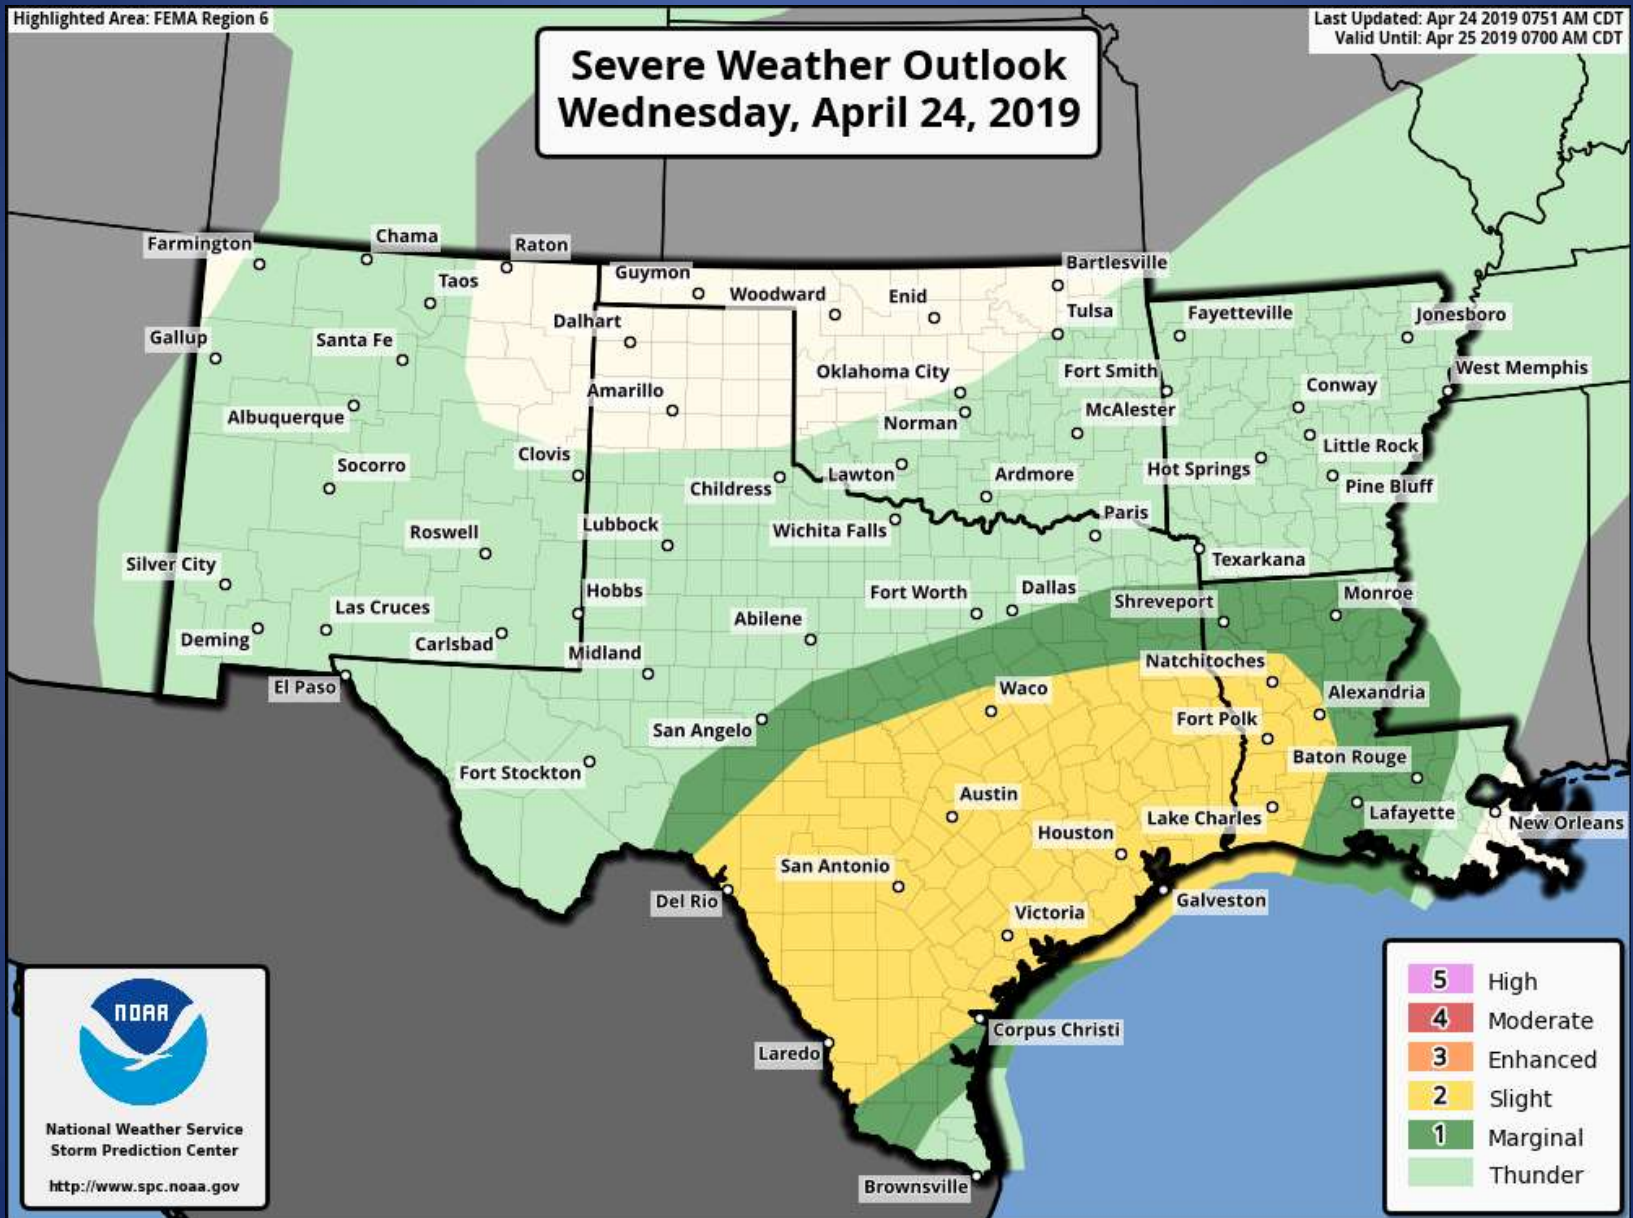 Highlighted Area: FEMA Region 6
Last Updated: Apr 24 2019 0751 AM CDT
Valid Until: Apr 25 2019 0700 AM CDT
Severe Weather Outlook
Wednesday, April 24, 2019
Farmington
Chama
Raton
Taos
Guymon
Woodward
Enid
Bartlesville
Tulsa
Fayetteville
Jonesboro
Gallup
Santa Fe
Dalhart
Amarillo
Oklahoma City
Fort Smith
Conway
West Memphis
Albuquerque
Norman
McAlester
Little Rock
Socorro
Clovis
Childress
Lawton
Ardmore
Hot Springs
Pine Bluff
Roswell
Lubbock
Wichita Falls
Paris
Texarkana
Silver City
Las Cruces
Hobbs
Fort Worth
Dallas
Shreveport
Monroe
Deming
Carlsbad
Midland
Abilene
Natchitoches
El Paso
San Angelo
Waco
Fort Polk
Alexandria
Fort Stockton
Baton Rouge
Austin
Houston
Lake Charles
Lafayette
New Orleans
San Antonio
Del Rio
Victoria
Galveston
Laredo
Corpus Christi
Brownsville
NOAA
National Weather Service
Storm Prediction Center
http://www.spc.noaa.gov
5 High
4 Moderate
3 Enhanced
2 Slight
1 Marginal
Thunder